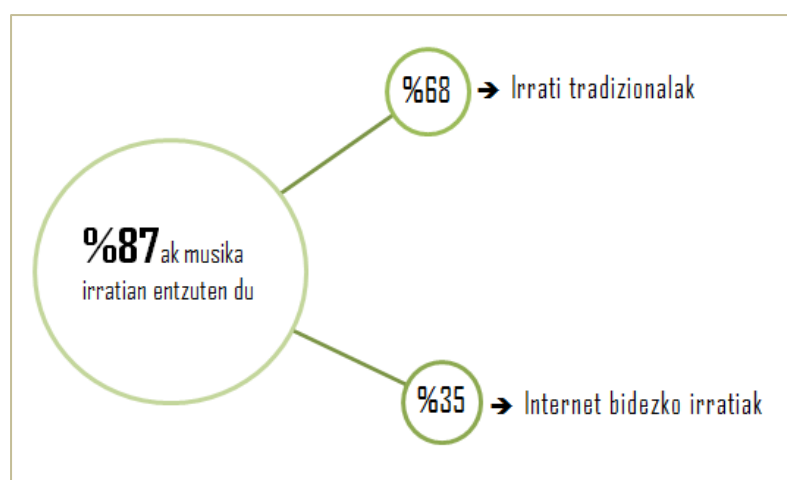 %68 ➔ Irrati tradizionalak
%87ak musika
irratian entzuten du
%35 ➔ Internet bidezko irratiak